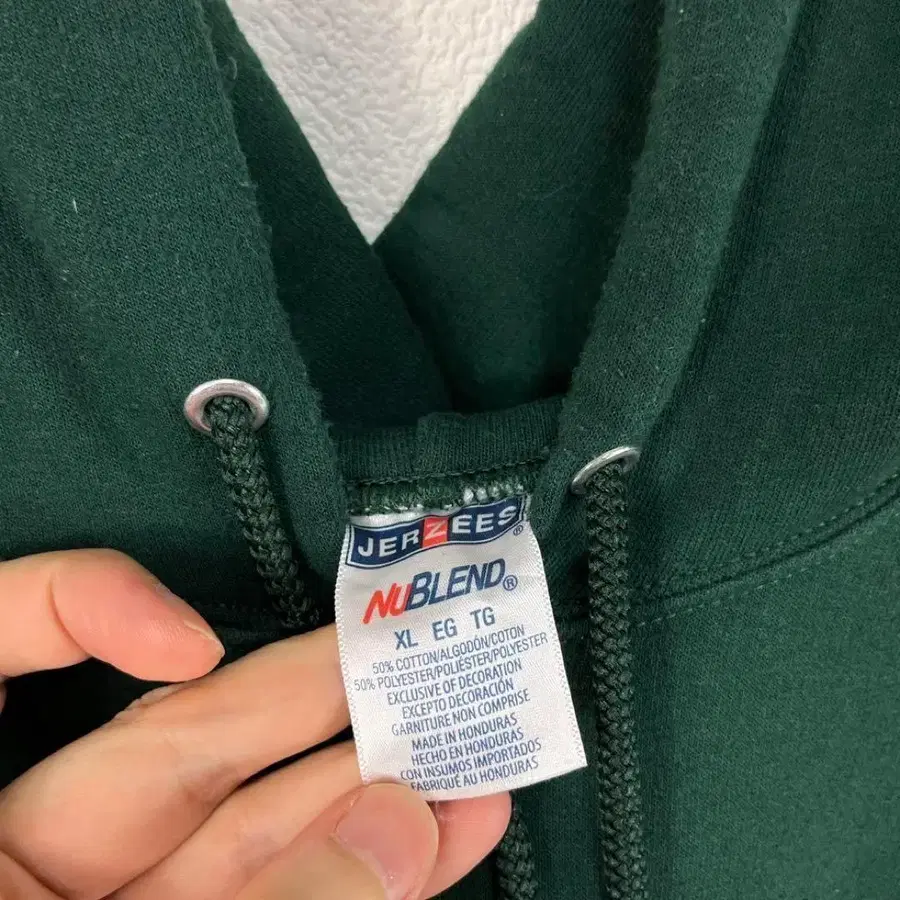 JERZEES®
NUBLEND®
XL EG TG
50% COTTON/ALGODÓN/COTON
50% POLYESTER/POLIÉSTER/POLYESTER
EXCLUSIVE OF DECORATION
EXCEPTO DECORACIÓN
GARNITURE NON COMPRISE
MADE IN HONDURAS
HECHO EN HONDURAS
CON INSUMOS IMPORTADOS
FABRIQUÉ AU HONDURAS